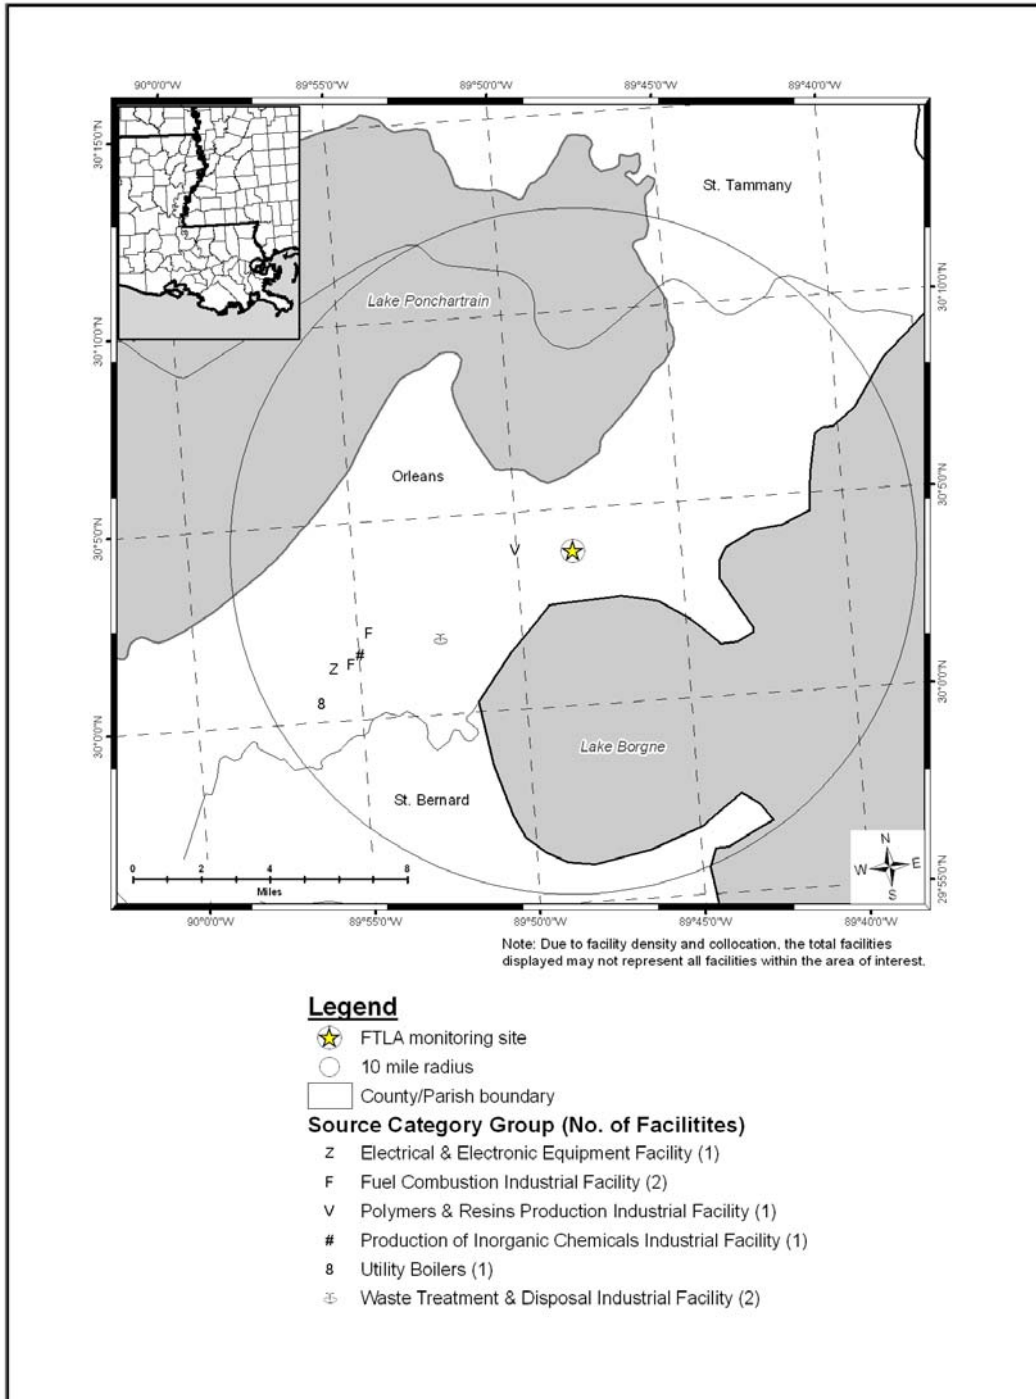 90°0'0"W 89°55'0"W 89°50'0"W 89°45'0"W 89°40'0"W
30°15'0"N
St. Tammany
30°10'0"N
Lake Ponchartrain
30°10'0"N
Orleans
30°5'0"N
30°5'0"N
V
F
#
F
Z
8
30°0'0"N
30°0'0"N
Lake Borgne
St. Bernard
0 2 4 6 8
Miles
N
W E
S
29°55'0"N
90°0'0"W 89°55'0"W 89°50'0"W 89°45'0"W 89°40'0"W
Note: Due to facility density and collocation, the total facilities
displayed may not represent all facilities within the area of interest.
Legend
FTLA monitoring site
10 mile radius
County/Parish boundary
Source Category Group (No. of Facilitites)
Z Electrical & Electronic Equipment Facility (1)
F Fuel Combustion Industrial Facility (2)
V Polymers & Resins Production Industrial Facility (1)
# Production of Inorganic Chemicals Industrial Facility (1)
8 Utility Boilers (1)
Waste Treatment & Disposal Industrial Facility (2)